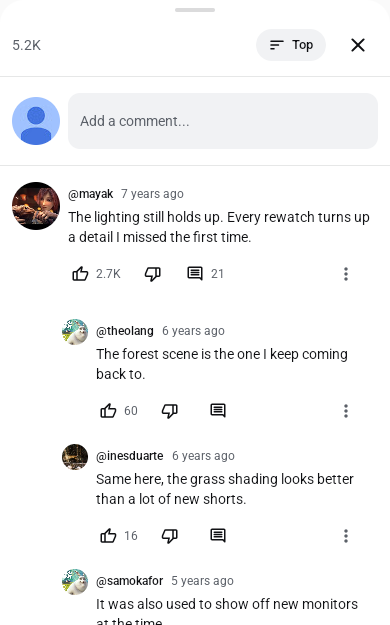 5.2K
Top
Add a comment...
@mayak 7 years ago
The lighting still holds up. Every rewatch turns up
a detail I missed the first time.
2.7K 21
@theolang 6 years ago
The forest scene is the one I keep coming
back to.
60
@inesduarte 6 years ago
Same here, the grass shading looks better
than a lot of new shorts.
16
@samokafor 5 years ago
It was also used to show off new monitors
at the time.